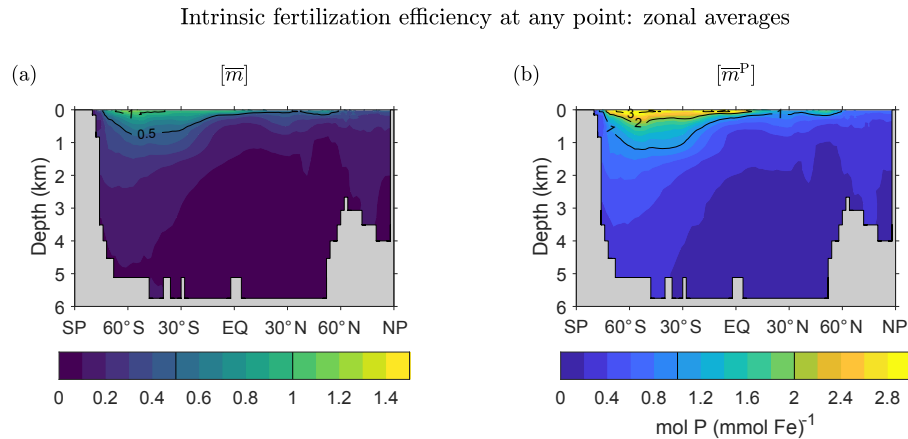 Intrinsic fertilization efficiency at any point: zonal averages
(a) [m̅] (b) [m̅ᴾ]
Depth (km)
0
1
2
3
4
5
6
1
0.5
SP 60°S 30°S EQ 30°N 60°N NP
0 0.2 0.4 0.6 0.8 1 1.2 1.4
Depth (km)
0
1
2
3
4
5
6
3
2
1
1
SP 60°S 30°S EQ 30°N 60°N NP
0 0.4 0.8 1.2 1.6 2 2.4 2.8
mol P (mmol Fe)⁻¹